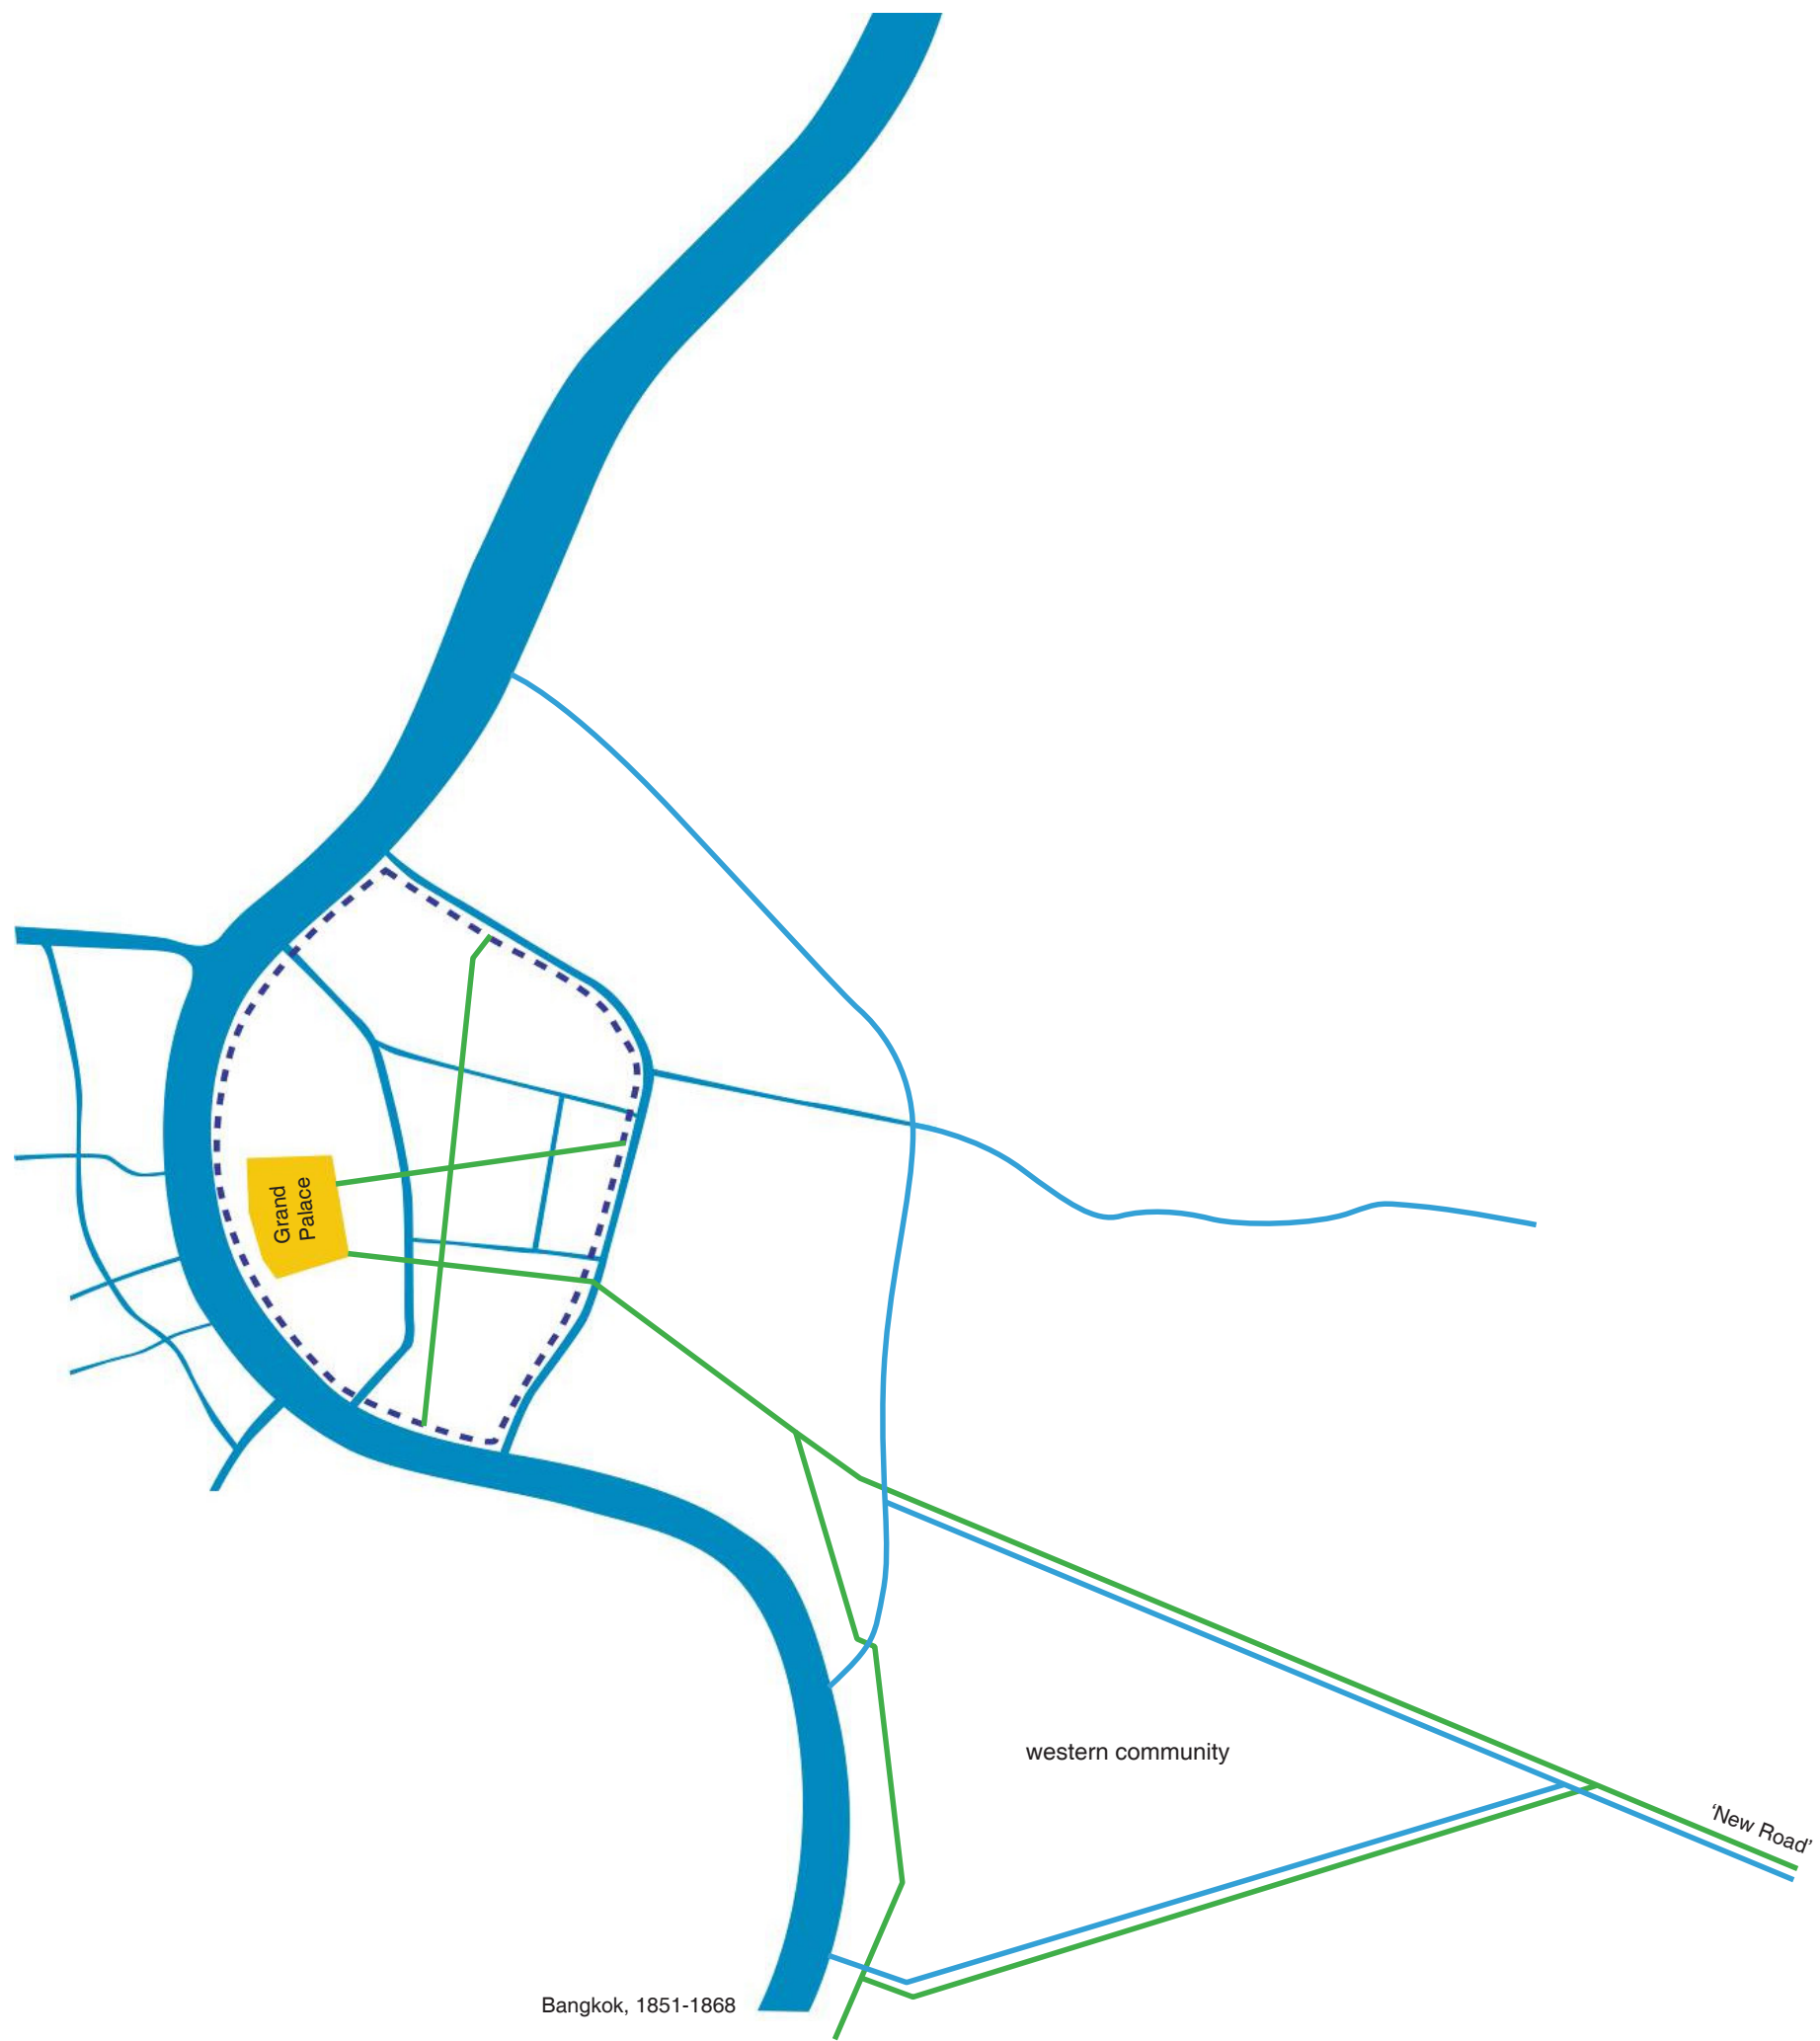 Grand
Palace
western community
‘New Road’
Bangkok, 1851-1868